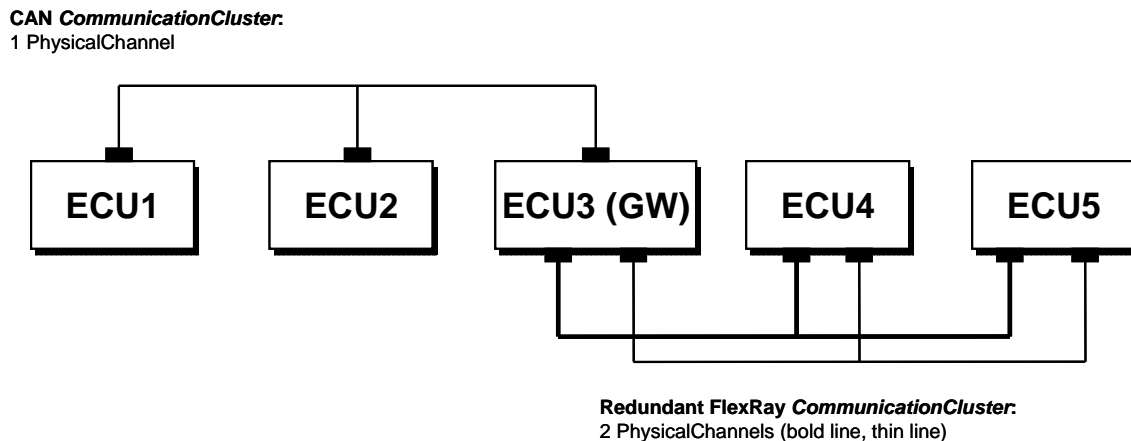 CAN CommunicationCluster:
1 PhysicalChannel
ECU1
ECU2
ECU3 (GW)
ECU4
ECU5
Redundant FlexRay CommunicationCluster:
2 PhysicalChannels (bold line, thin line)